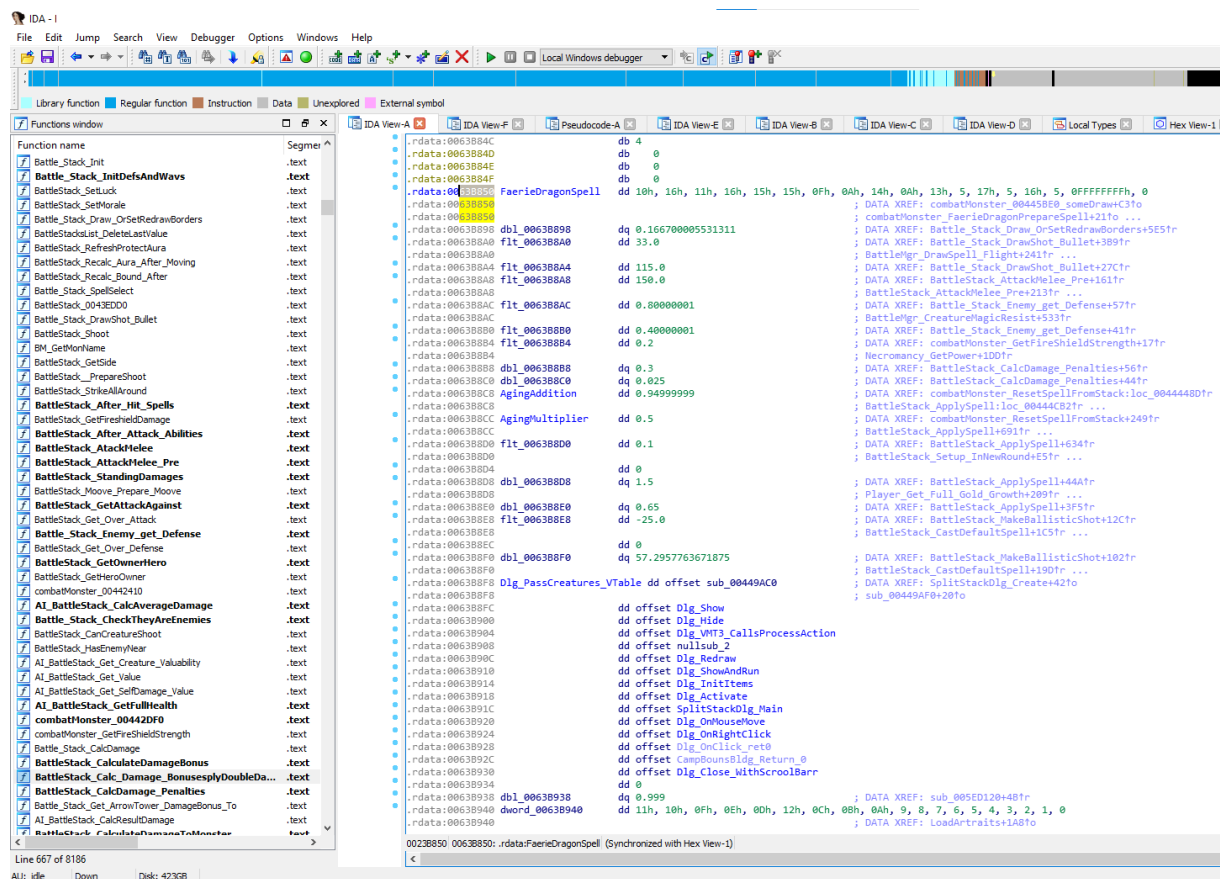 IDA - I
File Edit Jump Search View Debugger Options Windows Help
Local Windows debugger
Library function Regular function Instruction Data Unexplored External symbol
Functions window
IDA View-A IDA View-F Pseudocode-A IDA View-E IDA View-B IDA View-C IDA View-D Local Types Hex View-1
Function name Segmer
Battle_Stack_Init .text
Battle_Stack_InitDefsAndWavs .text
BattleStack_SetLuck .text
BattleStack_SetMorale .text
Battle_Stack_Draw_OrSetRedrawBorders .text
BattleStacksList_DeleteLastValue .text
BattleStack_RefreshProtectAura .text
BattleStack_Recalc_Aura_After_Moving .text
BattleStack_Recalc_Bound_After .text
Battle_Stack_SpellSelect .text
BattleStack_0043EDD0 .text
Battle_Stack_DrawShot_Bullet .text
BattleStack_Shoot .text
BM_GetMonName .text
BattleStack_GetSide .text
BattleStack__PrepareShoot .text
BattleStack_StrikeAllAround .text
BattleStack_After_Hit_Spells .text
BattleStack_GetFireshieldDamage .text
BattleStack_After_Attack_Abilities .text
BattleStack_AtackMelee .text
BattleStack_AttackMelee_Pre .text
BattleStack_StandingDamages .text
BattleStack_Moove_Prepare_Moove .text
BattleStack_GetAttackAgainst .text
BattleStack_Get_Over_Attack .text
Battle_Stack_Enemy_get_Defense .text
BattleStack_Get_Over_Defense .text
BattleStack_GetOwnerHero .text
BattleStack_GetHeroOwner .text
combatMonster_00442410 .text
AI_BattleStack_CalcAverageDamage .text
Battle_Stack_CheckTheyAreEnemies .text
BattleStack_CanCreatureShoot .text
BattleStack_HasEnemyNear .text
AI_BattleStack_Get_Creature_Valuability .text
AI_BattleStack_Get_Value .text
AI_BattleStack_Get_SelfDamage_Value .text
AI_BattleStack_GetFullHealth .text
combatMonster_00442DF0 .text
combatMonster_GetFireShieldStrength .text
Battle_Stack_CalcDamage .text
BattleStack_CalculateDamageBonus .text
BattleStack_Calc_Damage_BonusesplyDoubleDa... .text
BattleStack_CalcDamage_Penalties .text
Battle_Stack_Get_ArrowTower_DamageBonus_To .text
AI_BattleStack_CalcResultDamage .text
BattleStack_CalculateDamageToMonster .text
Line 667 of 8186
AU: idle Down Disk: 423GB
.rdata:0063B84C db 4
.rdata:0063B84D db 0
.rdata:0063B84E db 0
.rdata:0063B84F db 0
.rdata:0063B850 FaerieDragonSpell dd 10h, 16h, 11h, 16h, 15h, 15h, 0Fh, 0Ah, 14h, 0Ah, 13h, 5, 17h, 5, 16h, 5, 0FFFFFFFFh, 0
.rdata:0063B850 ; DATA XREF: combatMonster_00445BE0_someDraw+C3↑o
.rdata:0063B850 ; combatMonster_FaerieDragonPrepareSpell+21↑o ...
.rdata:0063B898 dbl_0063B898 dq 0.166700005531311 ; DATA XREF: Battle_Stack_Draw_OrSetRedrawBorders+5E5↑r
.rdata:0063B8A0 flt_0063B8A0 dd 33.0 ; DATA XREF: Battle_Stack_DrawShot_Bullet+3B9↑r
.rdata:0063B8A0 ; BattleMgr_DrawSpell_Flight+241↑r ...
.rdata:0063B8A4 flt_0063B8A4 dd 115.0 ; DATA XREF: Battle_Stack_DrawShot_Bullet+27C↑r
.rdata:0063B8A8 flt_0063B8A8 dd 150.0 ; DATA XREF: BattleStack_AttackMelee_Pre+161↑r
.rdata:0063B8A8 ; BattleStack_AttackMelee_Pre+213↑r ...
.rdata:0063B8AC flt_0063B8AC dd 0.80000001 ; DATA XREF: Battle_Stack_Enemy_get_Defense+57↑r
.rdata:0063B8AC ; BattleMgr_CreatureMagicResist+533↑r
.rdata:0063B8B0 flt_0063B8B0 dd 0.40000001 ; DATA XREF: Battle_Stack_Enemy_get_Defense+41↑r
.rdata:0063B8B4 flt_0063B8B4 dd 0.2 ; DATA XREF: combatMonster_GetFireShieldStrength+17↑r
.rdata:0063B8B4 ; Necromancy_GetPower+1DD↑r
.rdata:0063B8B8 dbl_0063B8B8 dq 0.3 ; DATA XREF: BattleStack_CalcDamage_Penalties+56↑r
.rdata:0063B8C0 dbl_0063B8C0 dq 0.025 ; DATA XREF: BattleStack_CalcDamage_Penalties+44↑r
.rdata:0063B8C8 AgingAddition dd 0.94999999 ; DATA XREF: combatMonster_ResetSpellFromStack:loc_0044448D↑r
.rdata:0063B8C8 ; BattleStack_ApplySpell:loc_00444CB2↑r ...
.rdata:0063B8CC AgingMultiplier dd 0.5 ; DATA XREF: combatMonster_ResetSpellFromStack+249↑r
.rdata:0063B8CC ; BattleStack_ApplySpell+691↑r ...
.rdata:0063B8D0 flt_0063B8D0 dd 0.1 ; DATA XREF: BattleStack_ApplySpell+634↑r
.rdata:0063B8D0 ; BattleStack_Setup_InNewRound+E5↑r ...
.rdata:0063B8D4 dd 0
.rdata:0063B8D8 dbl_0063B8D8 dq 1.5 ; DATA XREF: BattleStack_ApplySpell+44A↑r
.rdata:0063B8D8 ; Player_Get_Full_Gold_Growth+209↑r ...
.rdata:0063B8E0 dbl_0063B8E0 dq 0.65 ; DATA XREF: BattleStack_ApplySpell+3F5↑r
.rdata:0063B8E8 flt_0063B8E8 dd -25.0 ; DATA XREF: BattleStack_MakeBallisticShot+12C↑r
.rdata:0063B8E8 ; BattleStack_CastDefaultSpell+1C5↑r ...
.rdata:0063B8EC dd 0
.rdata:0063B8F0 dbl_0063B8F0 dq 57.2957763671875 ; DATA XREF: BattleStack_MakeBallisticShot+102↑r
.rdata:0063B8F0 ; BattleStack_CastDefaultSpell+19D↑r ...
.rdata:0063B8F8 Dlg_PassCreatures_VTable dd offset sub_00449AC0 ; DATA XREF: SplitStackDlg_Create+42↑o
.rdata:0063B8F8 ; sub_00449AF0+20↑o
.rdata:0063B8FC dd offset Dlg_Show
.rdata:0063B900 dd offset Dlg_Hide
.rdata:0063B904 dd offset Dlg_VMT3_CallsProcessAction
.rdata:0063B908 dd offset nullsub_2
.rdata:0063B90C dd offset Dlg_Redraw
.rdata:0063B910 dd offset Dlg_ShowAndRun
.rdata:0063B914 dd offset Dlg_InitItems
.rdata:0063B918 dd offset Dlg_Activate
.rdata:0063B91C dd offset SplitStackDlg_Main
.rdata:0063B920 dd offset Dlg_OnMouseMove
.rdata:0063B924 dd offset Dlg_OnRightClick
.rdata:0063B928 dd offset Dlg_OnClick_ret0
.rdata:0063B92C dd offset CampBounsBldg_Return_0
.rdata:0063B930 dd offset Dlg_Close_WithScroolBarr
.rdata:0063B934 dd 0
.rdata:0063B938 dbl_0063B938 dq 0.999 ; DATA XREF: sub_005ED120+4B↑r
.rdata:0063B940 dword_0063B940 dd 11h, 10h, 0Fh, 0Eh, 0Dh, 12h, 0Ch, 0Bh, 0Ah, 9, 8, 7, 6, 5, 4, 3, 2, 1, 0
.rdata:0063B940 ; DATA XREF: LoadArtraits+1A8↑o
0023B850 0063B850: .rdata:FaerieDragonSpell (Synchronized with Hex View-1)